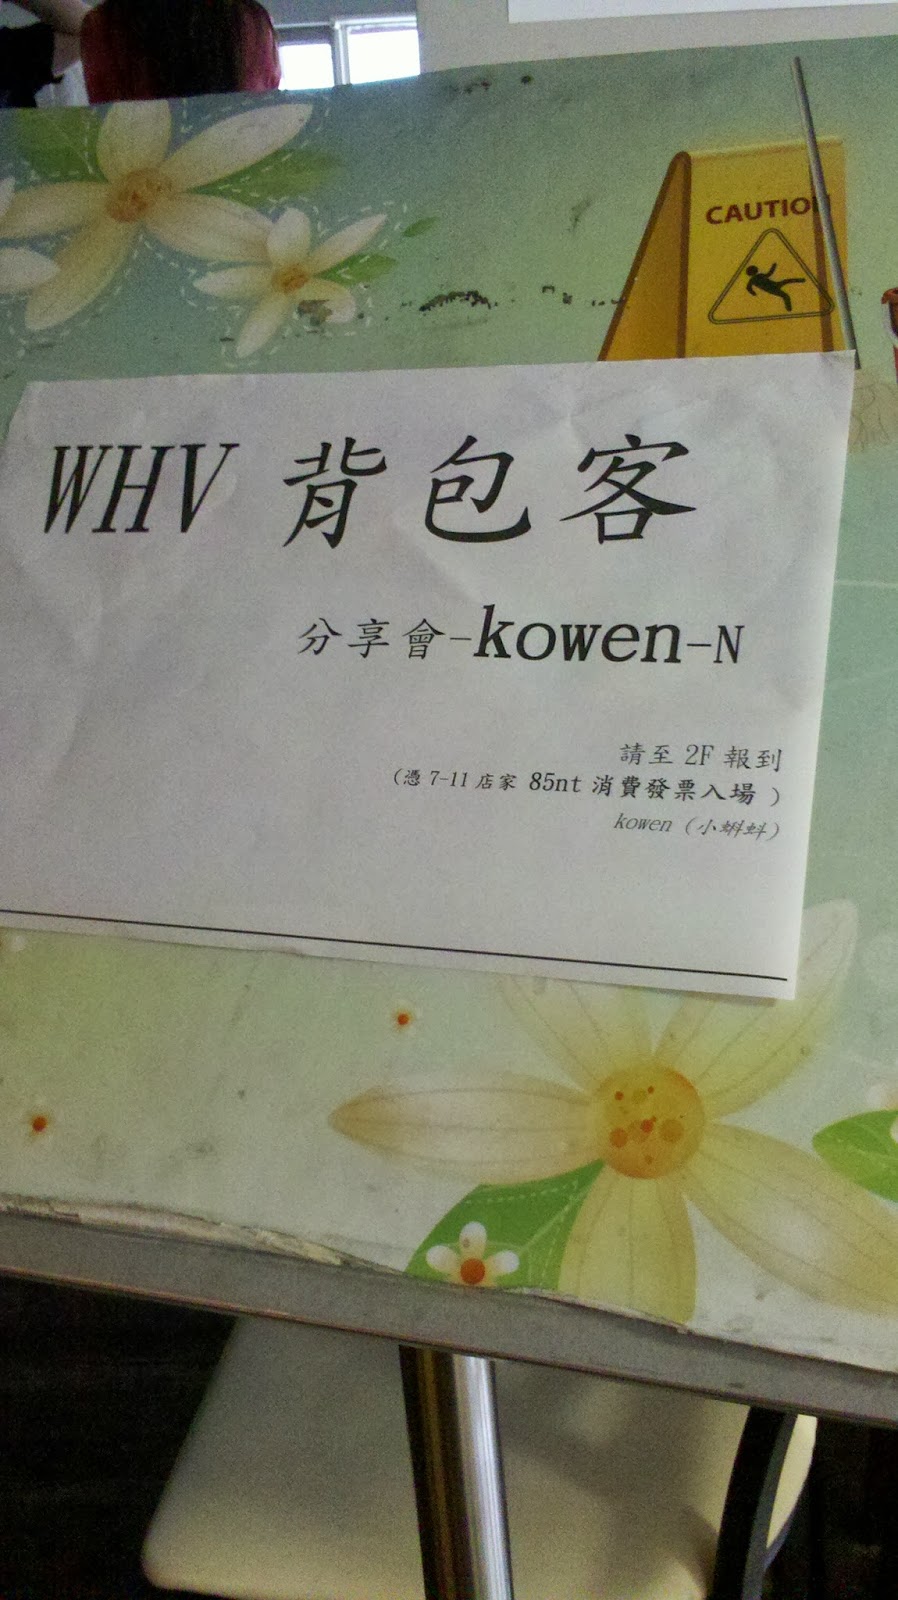 CAUTION
WHV 背包客
分享會-kowen-N
請至 2F 報到
(憑 7-11 店家 85nt 消費發票入場 )
kowen (小蝌蚪)